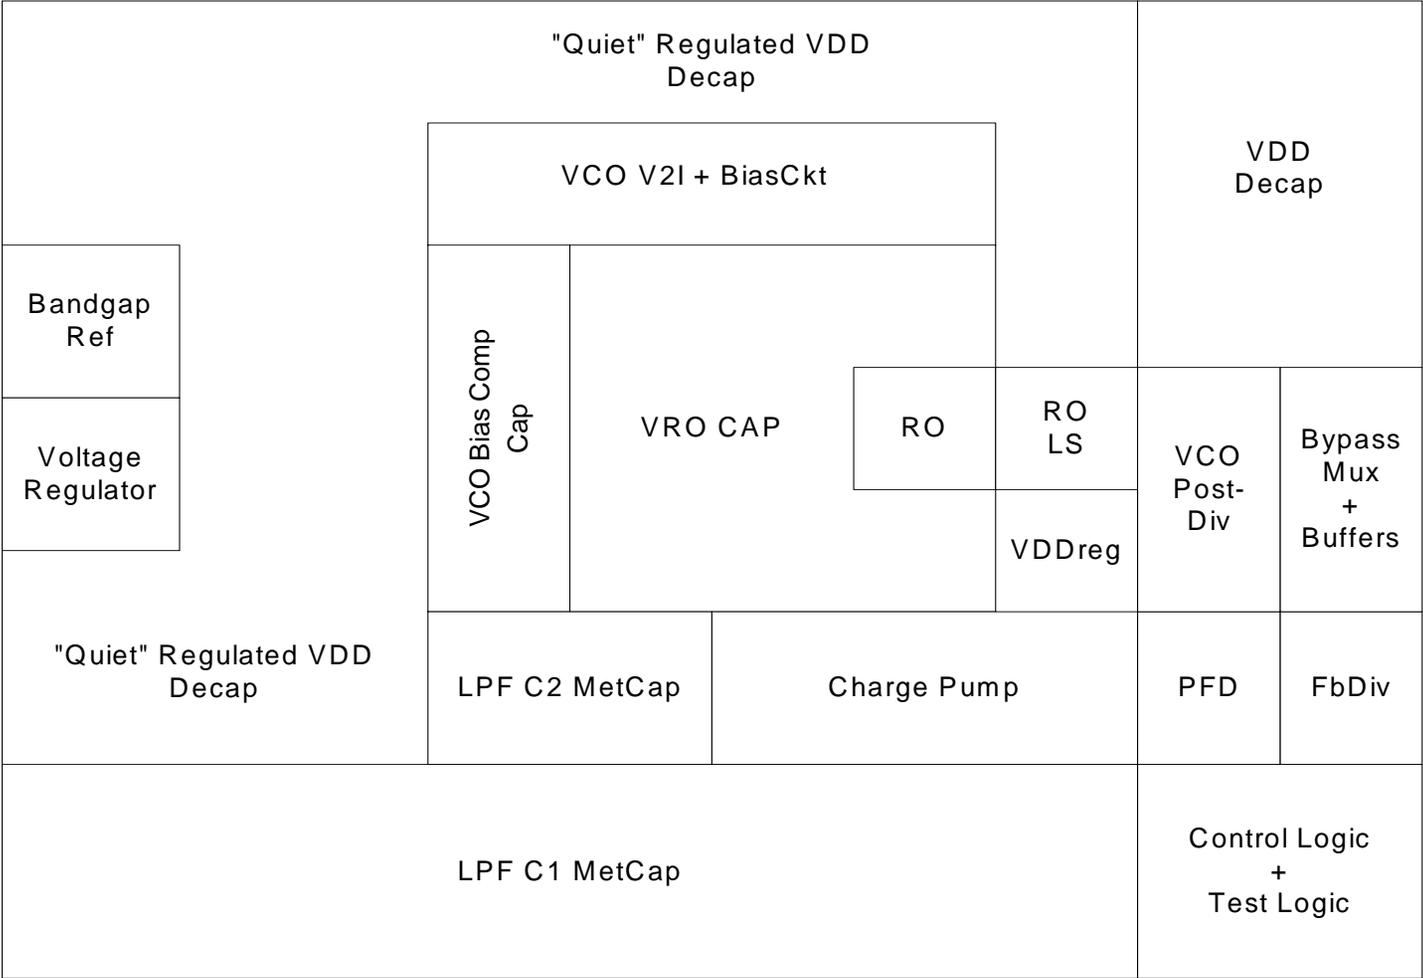 "Quiet" Regulated VDD
Decap
VDD
Decap
VCO V2I + BiasCkt
Bandgap
Ref
Voltage
Regulator
VCO Bias Comp
Cap
VRO CAP
RO
RO
LS
VDDreg
VCO
Post-
Div
Bypass
Mux
+
Buffers
"Quiet" Regulated VDD
Decap
LPF C2 MetCap
Charge Pump
PFD
FbDiv
LPF C1 MetCap
Control Logic
+
Test Logic